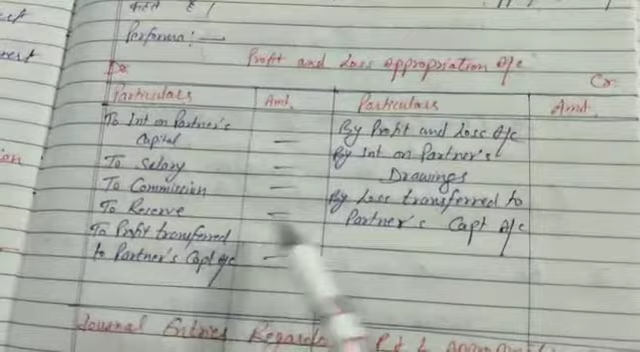 Performa:—
Profit and Loss Appropriation A/c
Dr. Cr.
Particulars Amt. Particulars Amt.
To Int on Partner's
Capital —
To Salary —
To Commission —
To Reserve —
To Profit transferred
to Partner's Capt A/c —
By Profit and Loss A/c
By Int on Partner's
Drawings
By Loss transferred to
Partner's Capt A/c
Journal Entries Regards P & L